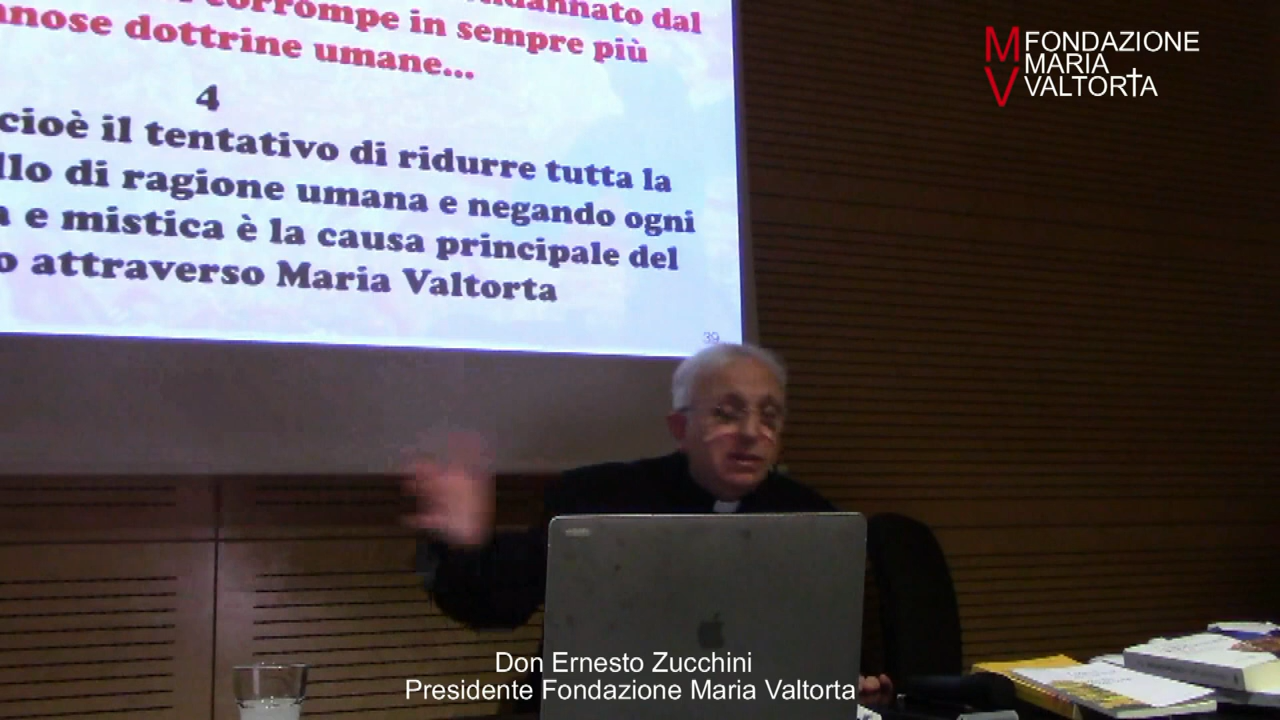 corrompe in sempre più
dottrine umane...
4
cioè il tentativo di ridurre tutta la
di ragione umana e negando ogni
e mistica è la causa principale del
attraverso Maria Valtorta
39
MV FONDAZIONE
MARIA
VALTORTA
Don Ernesto Zucchini
Presidente Fondazione Maria Valtorta